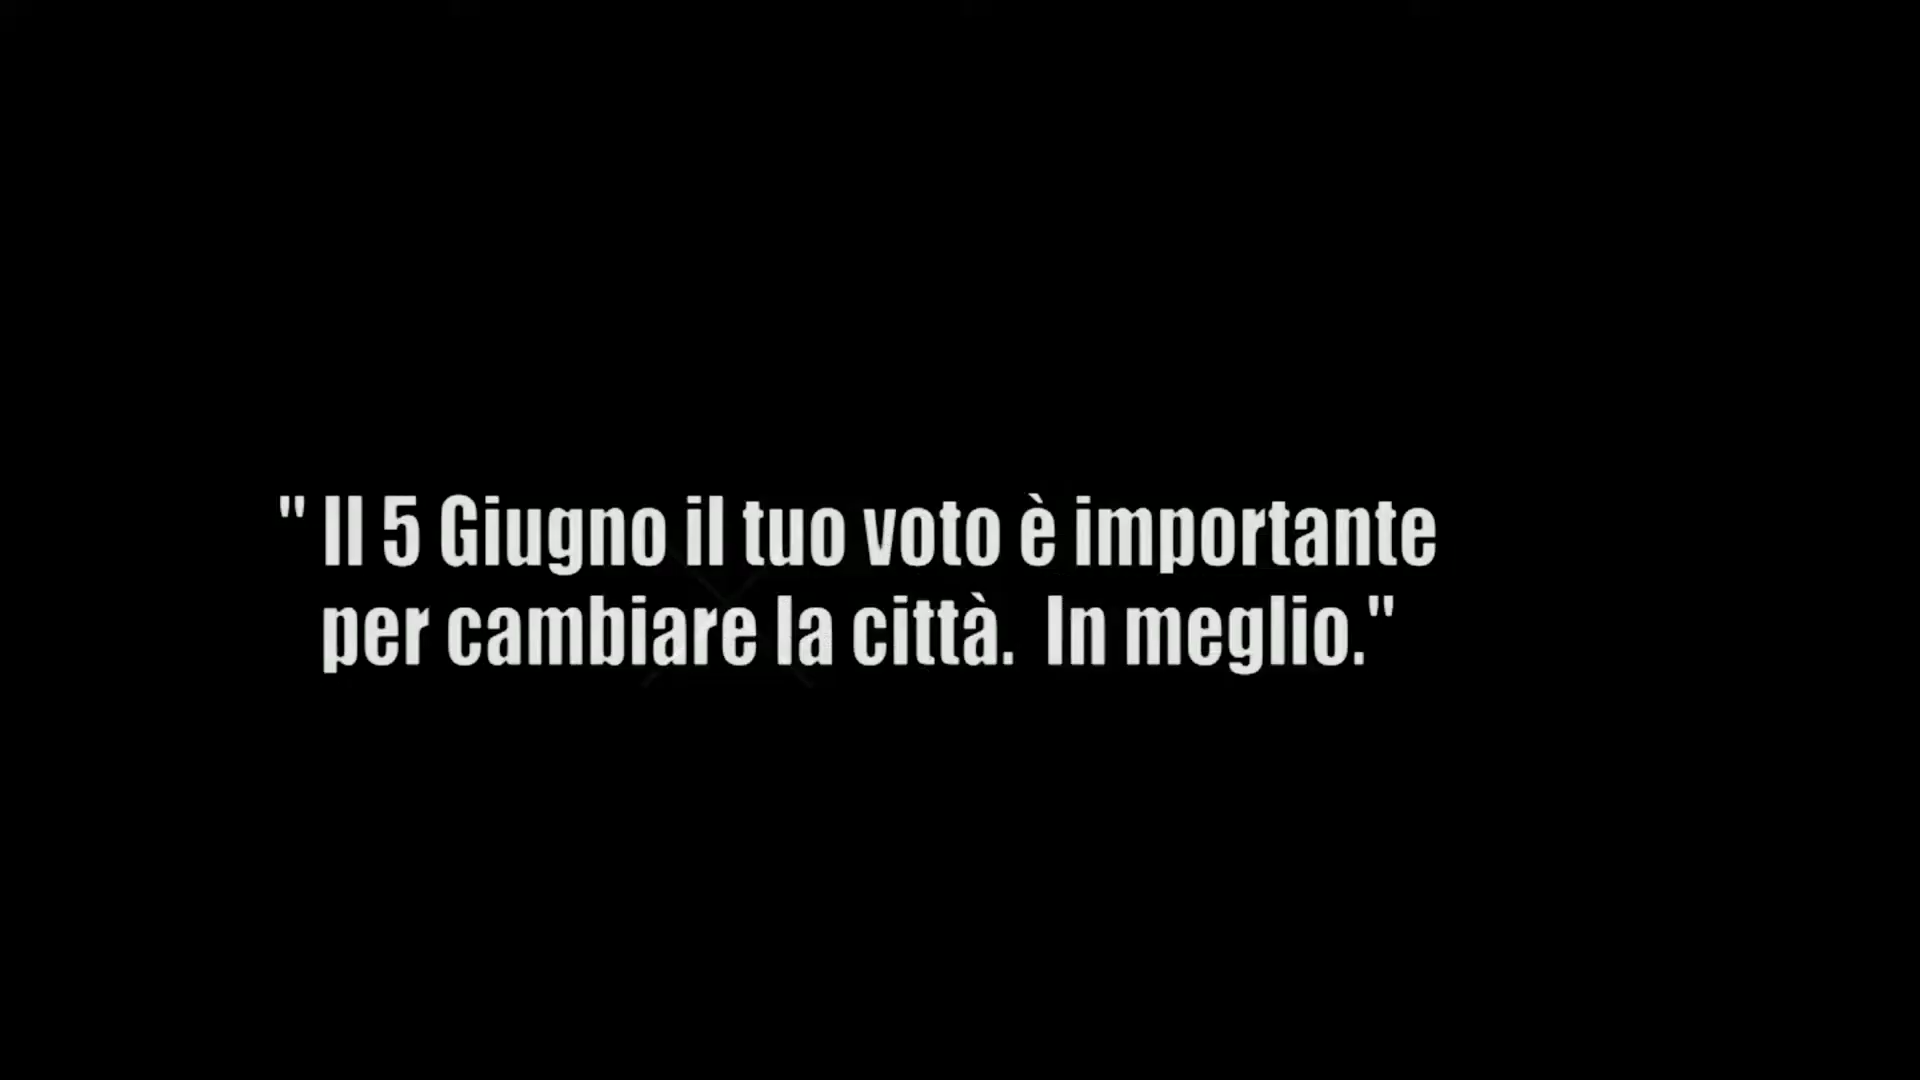 " Il 5 Giugno il tuo voto è importante
per cambiare la città.  In meglio."